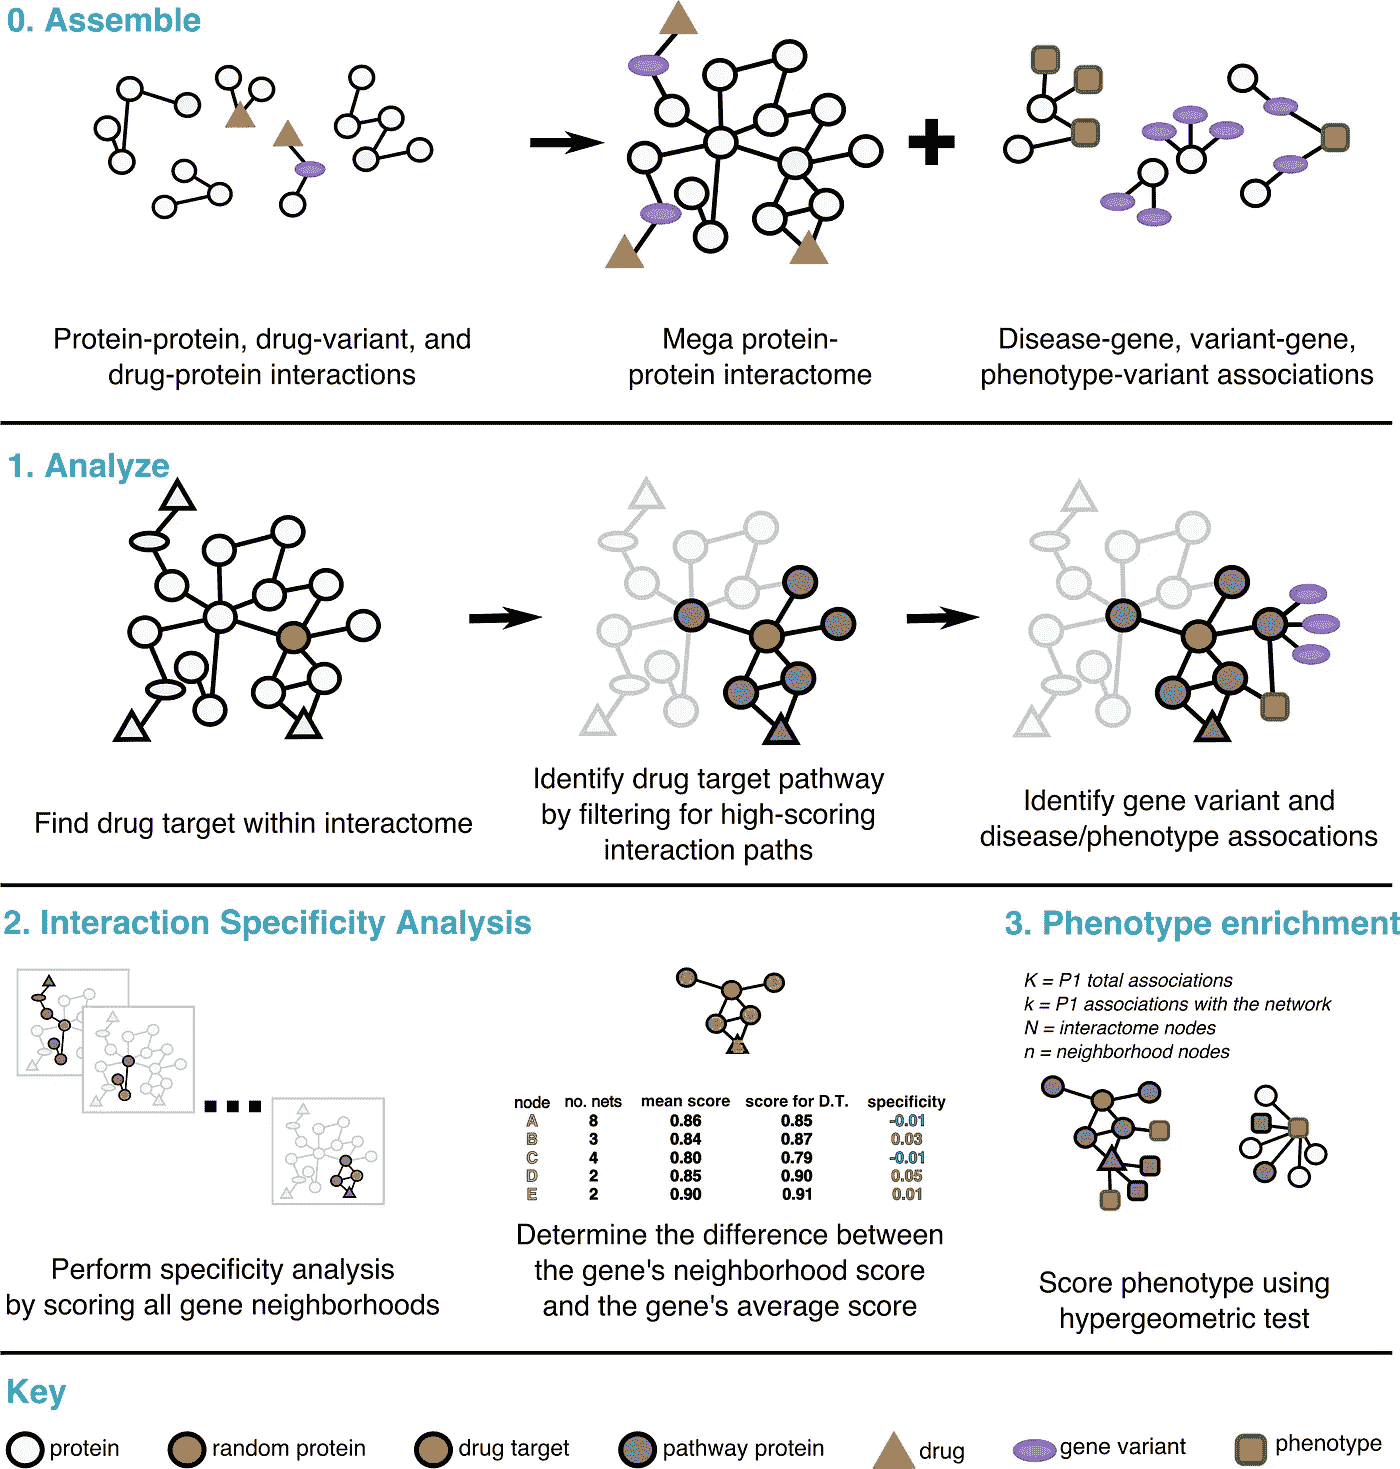 0. Assemble
Protein-protein, drug-variant, and
drug-protein interactions
Mega protein-
protein interactome
Disease-gene, variant-gene,
phenotype-variant associations
1. Analyze
Find drug target within interactome
Identify drug target pathway
by filtering for high-scoring
interaction paths
Identify gene variant and
disease/phenotype assocations
2. Interaction Specificity Analysis
node no. nets mean score score for D.T. specificity
A 8 0.86 0.85 -0.01
B 3 0.84 0.87 0.03
C 4 0.80 0.79 -0.01
D 2 0.85 0.90 0.05
E 2 0.90 0.91 0.01
Perform specificity analysis
by scoring all gene neighborhoods
Determine the difference between
the gene's neighborhood score
and the gene's average score
3. Phenotype enrichment
K = P1 total associations
k = P1 associations with the network
N = interactome nodes
n = neighborhood nodes
Score phenotype using
hypergeometric test
Key
protein
random protein
drug target
pathway protein
drug
gene variant
phenotype